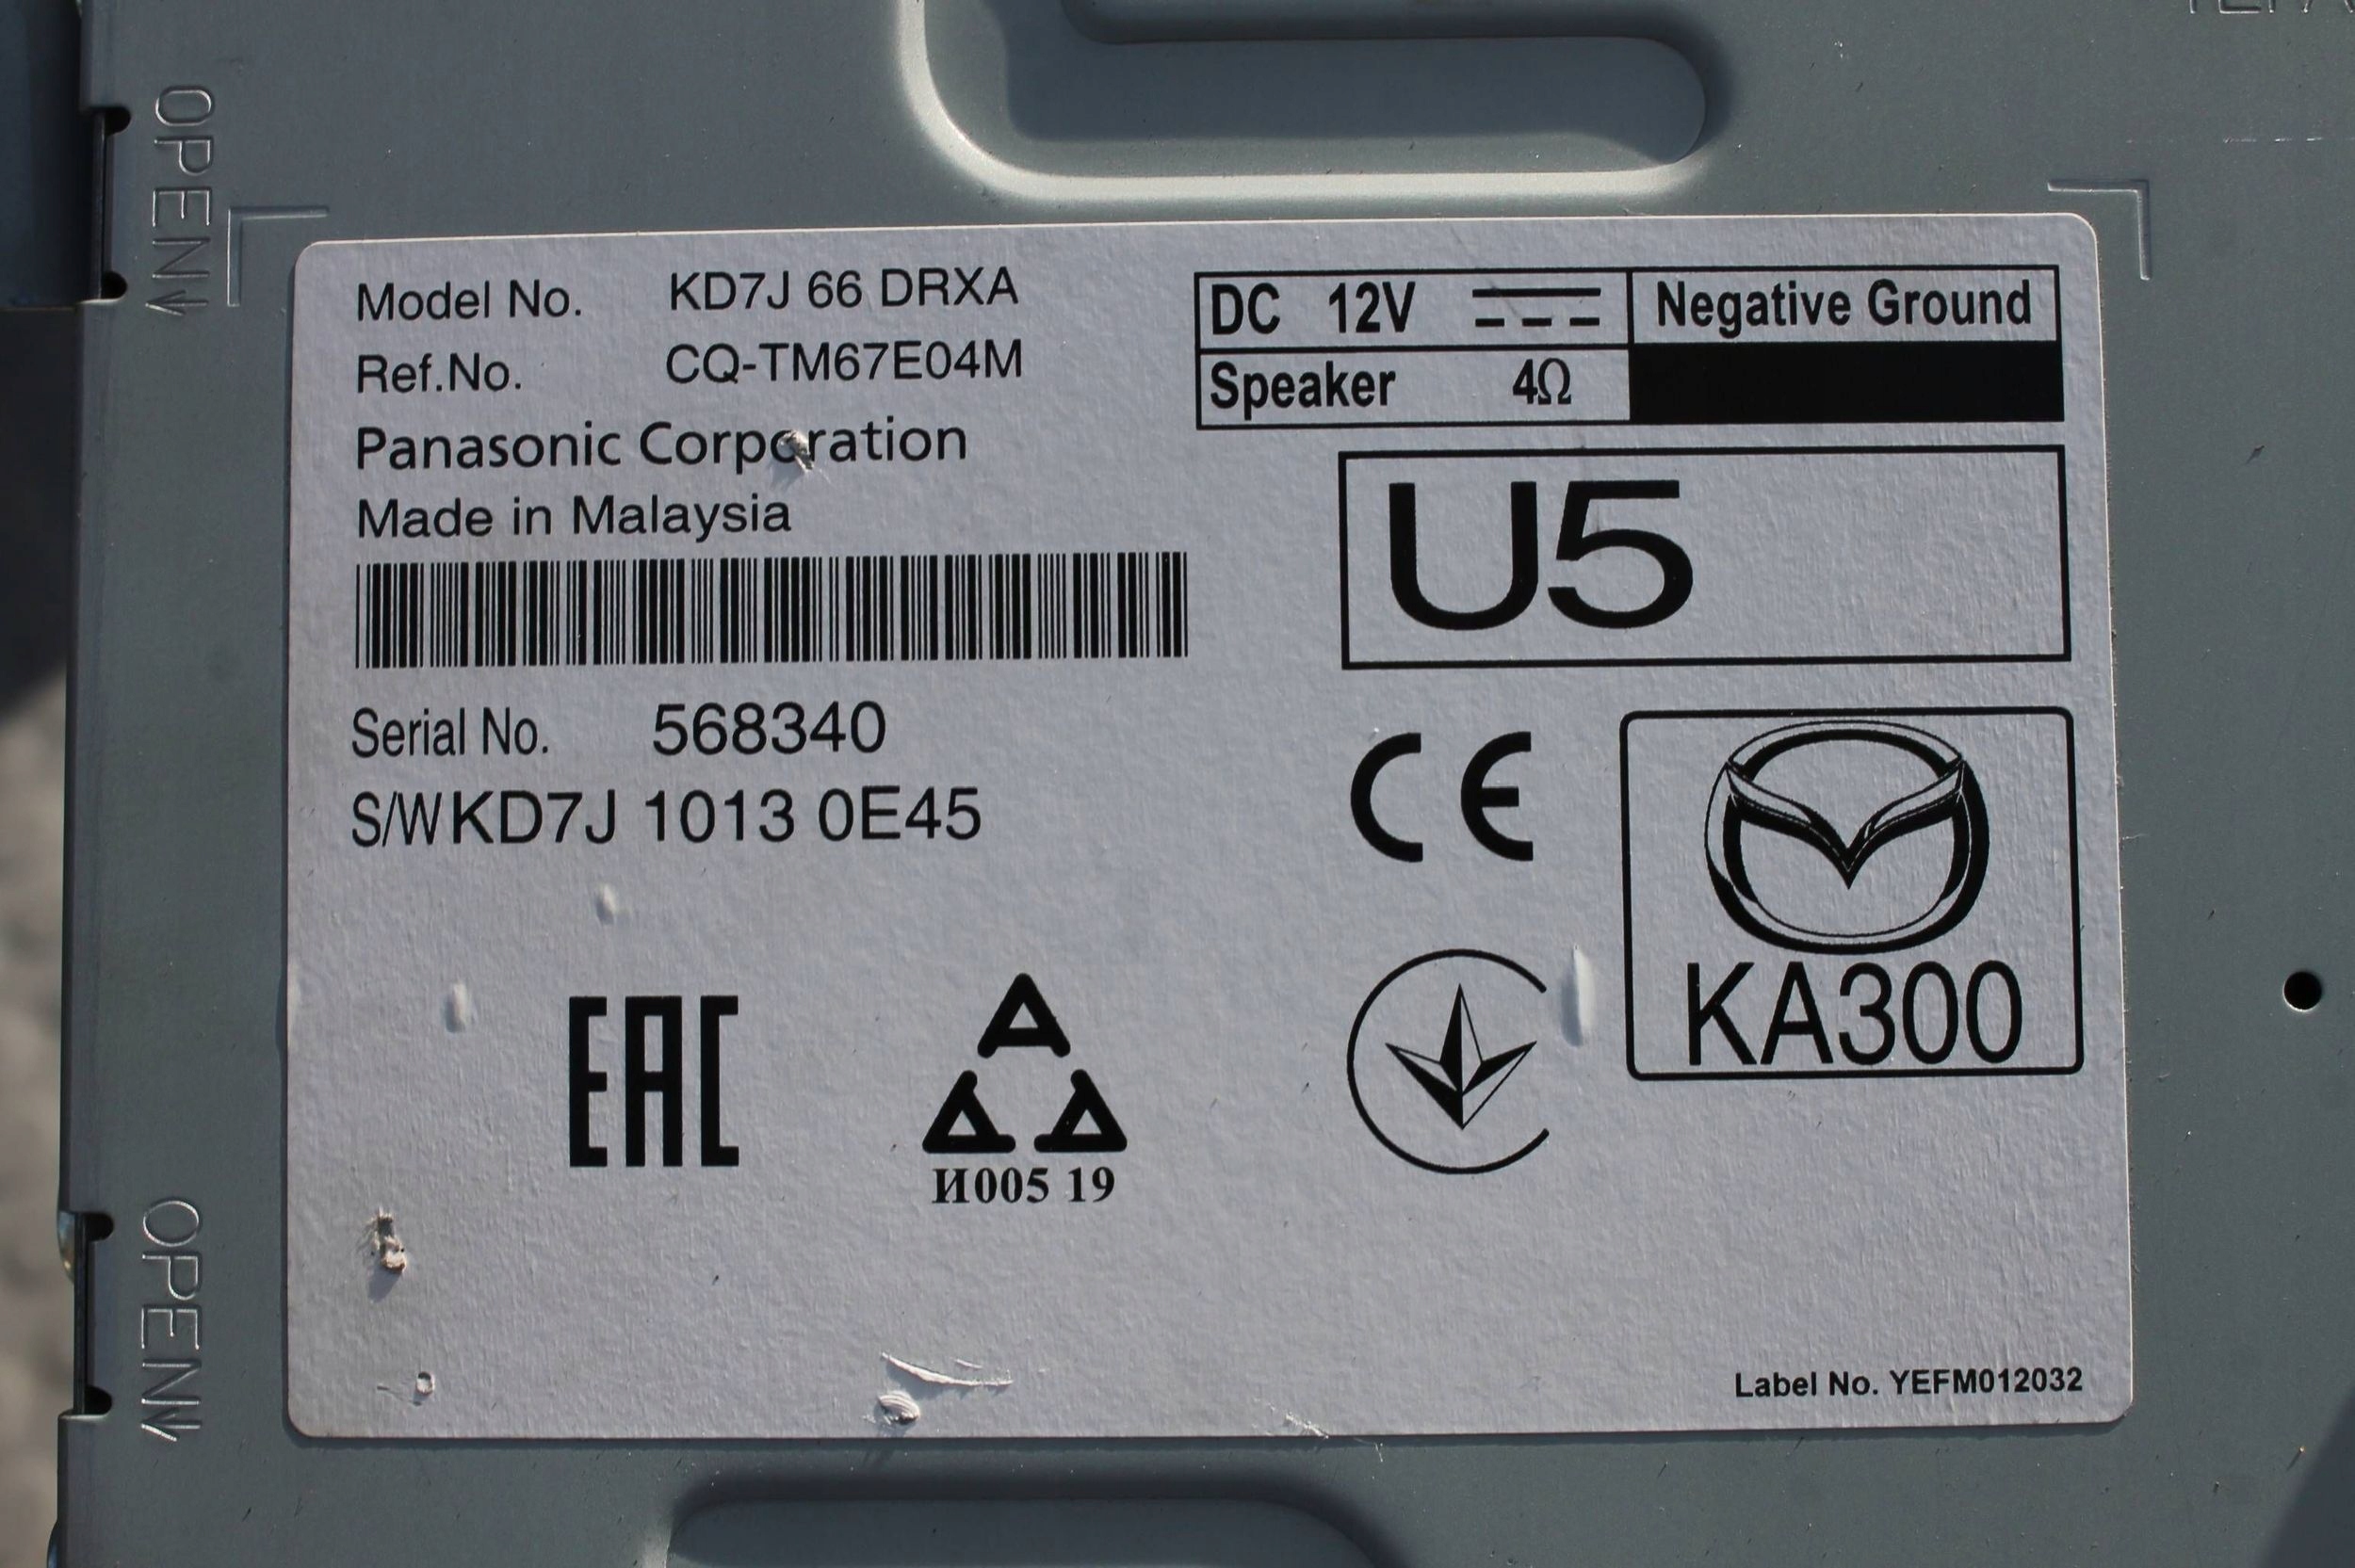 OPEN
Model No. KD7J 66 DRXA
Ref.No. CQ-TM67E04M
Panasonic Corporation
Made in Malaysia
DC 12V Negative Ground
Speaker 4Ω
U5
Serial No. 568340
S/W KD7J 1013 0E45
CE
KA300
EAC
И005 19
OPEN
Label No. YEFM012032